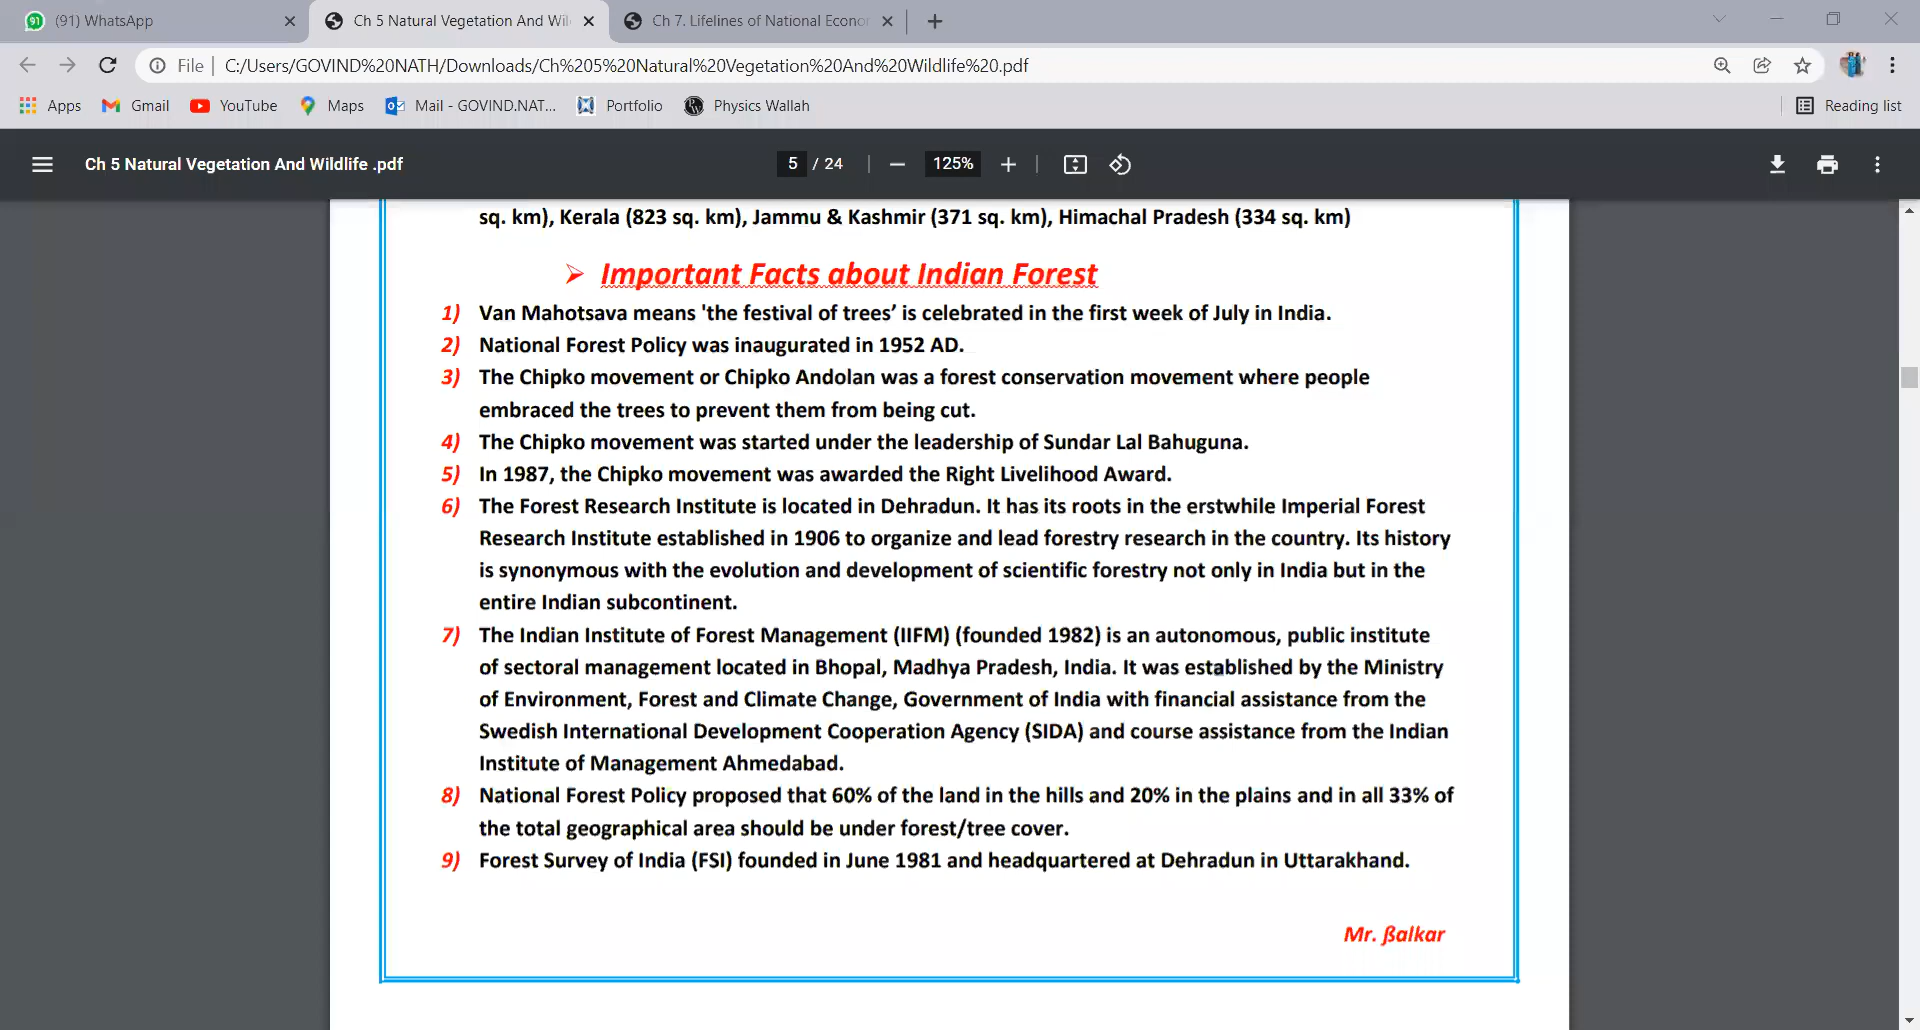 91
(91) WhatsApp
Ch 5 Natural Vegetation And Wil
Ch 7. Lifelines of National Econor
File | C:/Users/GOVIND%20NATH/Downloads/Ch%205%20Natural%20Vegetation%20And%20Wildlife%20.pdf
Apps Gmail YouTube Maps Mail - GOVIND.NAT... Portfolio Physics Wallah Reading list
Ch 5 Natural Vegetation And Wildlife .pdf 5 / 24 125%
sq. km), Kerala (823 sq. km), Jammu & Kashmir (371 sq. km), Himachal Pradesh (334 sq. km)
➢ Important Facts about Indian Forest
1) Van Mahotsava means 'the festival of trees’ is celebrated in the first week of July in India.
2) National Forest Policy was inaugurated in 1952 AD.
3) The Chipko movement or Chipko Andolan was a forest conservation movement where people
embraced the trees to prevent them from being cut.
4) The Chipko movement was started under the leadership of Sundar Lal Bahuguna.
5) In 1987, the Chipko movement was awarded the Right Livelihood Award.
6) The Forest Research Institute is located in Dehradun. It has its roots in the erstwhile Imperial Forest
Research Institute established in 1906 to organize and lead forestry research in the country. Its history
is synonymous with the evolution and development of scientific forestry not only in India but in the
entire Indian subcontinent.
7) The Indian Institute of Forest Management (IIFM) (founded 1982) is an autonomous, public institute
of sectoral management located in Bhopal, Madhya Pradesh, India. It was established by the Ministry
of Environment, Forest and Climate Change, Government of India with financial assistance from the
Swedish International Development Cooperation Agency (SIDA) and course assistance from the Indian
Institute of Management Ahmedabad.
8) National Forest Policy proposed that 60% of the land in the hills and 20% in the plains and in all 33% of
the total geographical area should be under forest/tree cover.
9) Forest Survey of India (FSI) founded in June 1981 and headquartered at Dehradun in Uttarakhand.
Mr. ßalkar